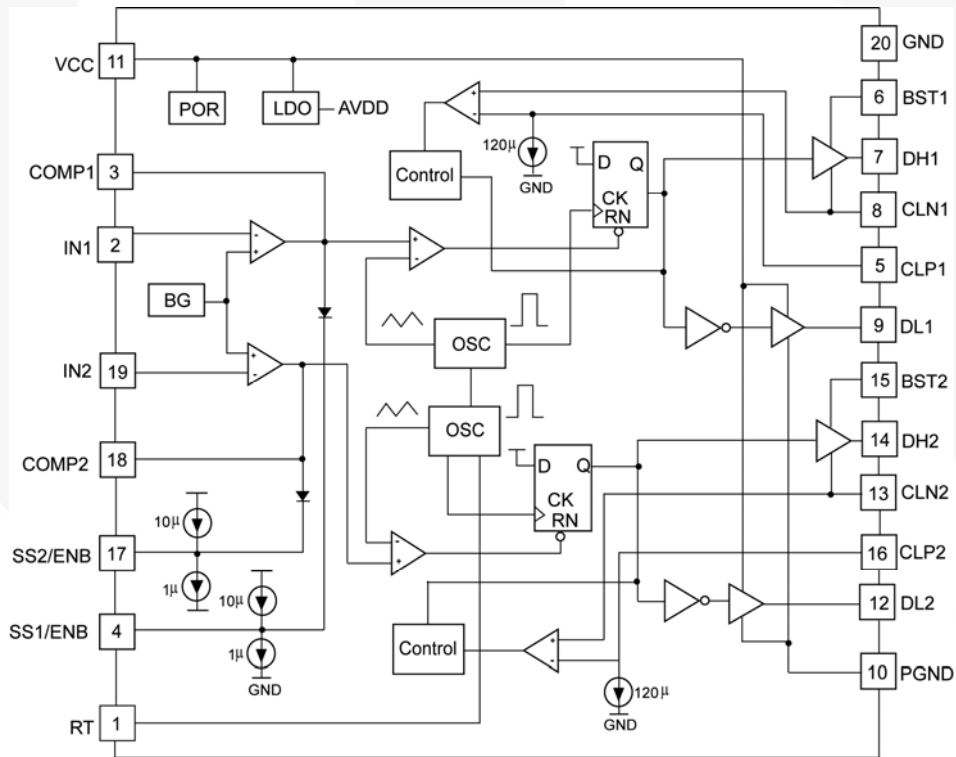 VCC 11
POR
LDO
AVDD
COMP1 3
IN1 2
BG
IN2 19
COMP2 18
10µ
SS2/ENB 17
1µ
10µ
SS1/ENB 4
1µ
GND
RT 1
+
-
120µ
GND
Control
D Q
CK
RN
-
+
+
-
OSC
+
-
OSC
D Q
CK
RN
-
+
Control
+
-
120µ
GND
20 GND
6 BST1
7 DH1
8 CLN1
5 CLP1
9 DL1
15 BST2
14 DH2
13 CLN2
16 CLP2
12 DL2
10 PGND